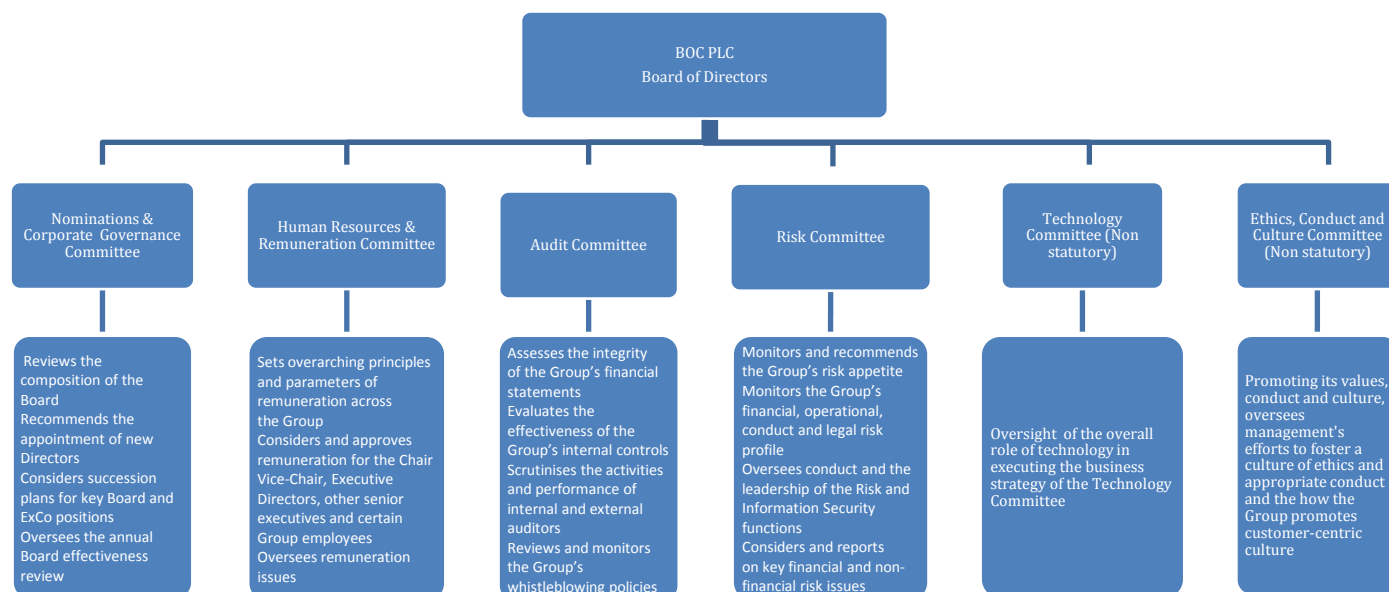 BOC PLC
Board of Directors
Nominations &
Corporate Governance
Committee
Human Resources &
Remuneration Committee
Audit Committee
Risk Committee
Technology
Committee (Non
statutory)
Ethics, Conduct and
Culture Committee
(Non statutory)
Reviews the
composition of the
Board
Recommends the
appointment of new
Directors
Considers succession
plans for key Board and
ExCo positions
Oversees the annual
Board effectiveness
review
Sets overarching principles
and parameters of
remuneration across
the Group
Considers and approves
remuneration for the Chair
Vice-Chair, Executive
Directors, other senior
executives and certain
Group employees
Oversees remuneration
issues
Assesses the integrity
of the Group's financial
statements
Evaluates the
effectiveness of the
Group's internal controls
Scrutinises the activities
and performance of
internal and external
auditors
Reviews and monitors
the Group's
whistleblowing policies
Monitors and recommends
the Group's risk appetite
Monitors the Group's
financial, operational,
conduct and legal risk
profile
Oversees conduct and the
leadership of the Risk and
Information Security
functions
Considers and reports
on key financial and non-
financial risk issues
Oversight of the overall
role of technology in
executing the business
strategy of the Technology
Committee
Promoting its values,
conduct and culture,
oversees
management's
efforts to foster a
culture of ethics and
appropriate conduct
and the how the
Group promotes
customer-centric
culture